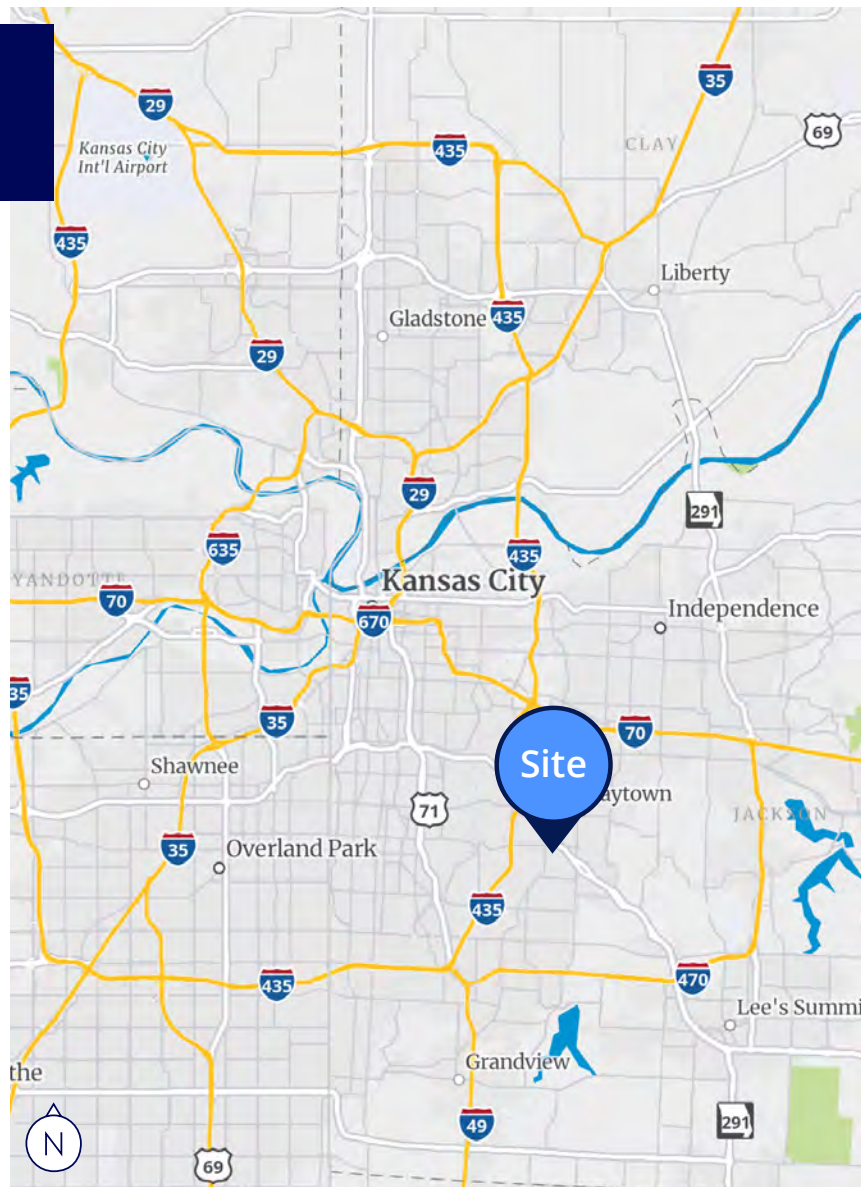 35
29
69
CLAY
Kansas City
Int'l Airport
435
435
Liberty
Gladstone
435
29
29
291
635
435
YANDOTTE
Kansas City
70
Independence
670
35
35
70
Site
aytown
Shawnee
71
JACKSON
35
Overland Park
435
435
470
Lee's Summi
Grandview
the
291
49
N
69